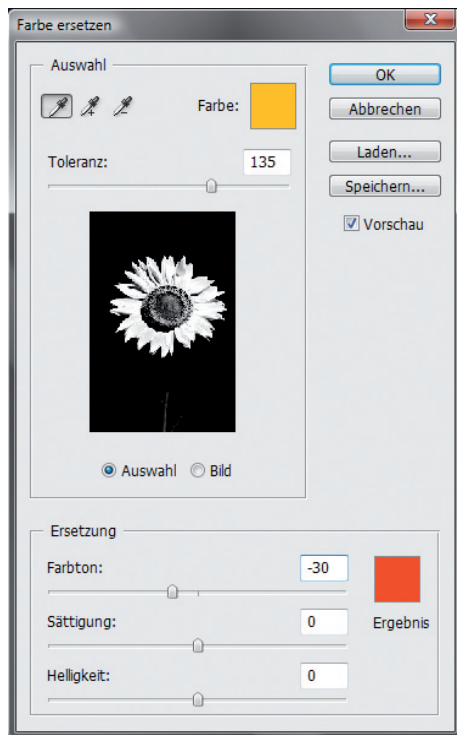 Farbe ersetzen
Auswahl
Farbe:
Toleranz: 135
Auswahl Bild
OK
Abbrechen
Laden...
Speichern...
Vorschau
Ersetzung
Farbton: -30
Sättigung: 0
Ergebnis
Helligkeit: 0